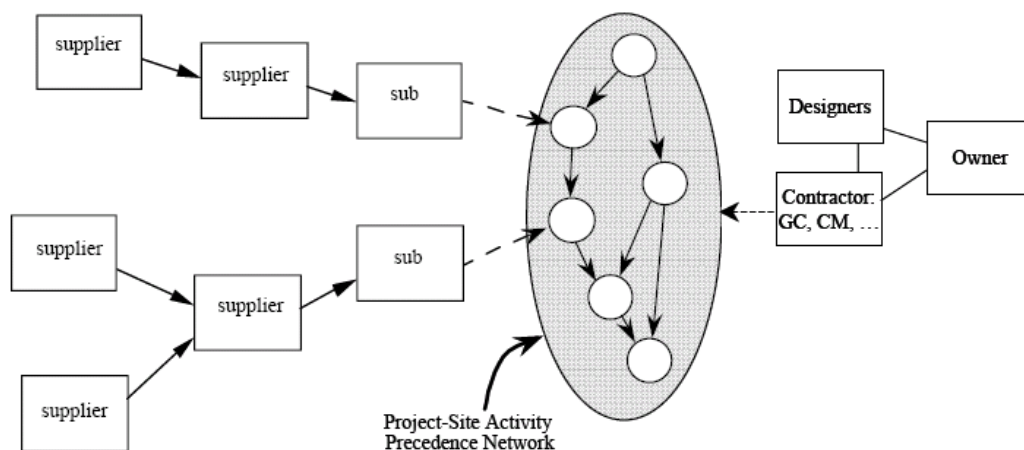 supplier
supplier
sub
Designers
Owner
Contractor:
GC, CM, ...
supplier
sub
supplier
supplier
Project-Site Activity
Precedence Network